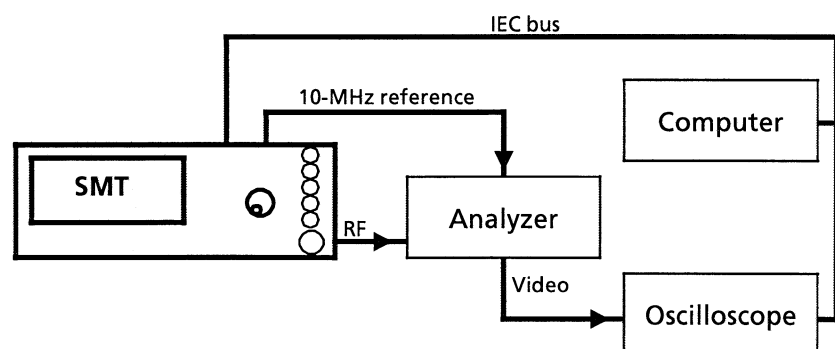 IEC bus
10-MHz reference
Computer
SMT
Analyzer
RF
Video
Oscilloscope